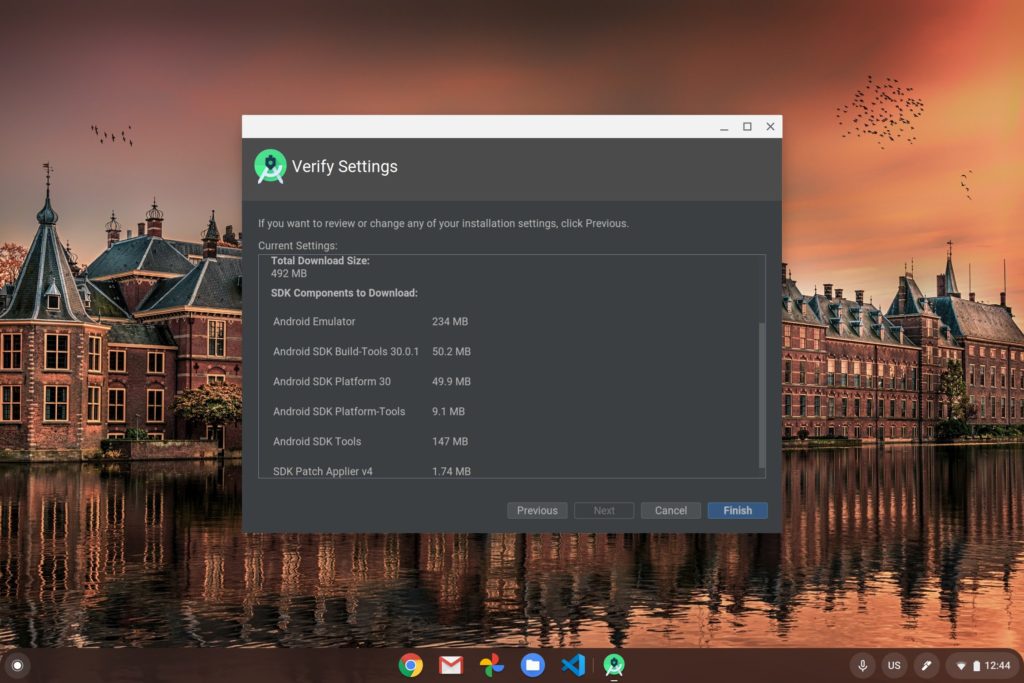 Verify Settings
If you want to review or change any of your installation settings, click Previous.
Current Settings:
Total Download Size:
492 MB
SDK Components to Download:
Android Emulator 234 MB
Android SDK Build-Tools 30.0.1 50.2 MB
Android SDK Platform 30 49.9 MB
Android SDK Platform-Tools 9.1 MB
Android SDK Tools 147 MB
SDK Patch Applier v4 1.74 MB
Previous Next Cancel Finish
US 12:44